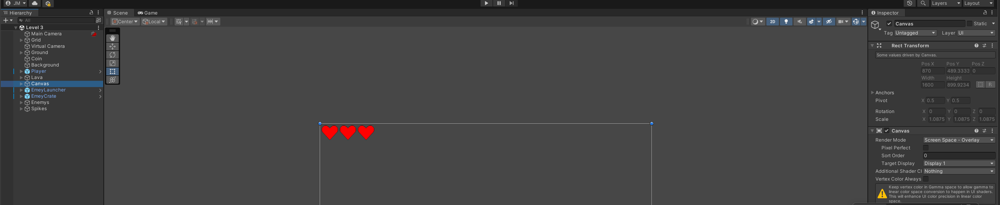 JM
Layers
Layout
Hierarchy
Scene
Game
Inspector
All
Center
Local
2D
Canvas
Static
Tag Untagged
Layer UI
Level 3
Main Camera
Grid
Virtual Camera
Ground
Coin
Background
Player
Lava
Canvas
EmeyLauncher
EmeyCrate
Enemys
Spikes
Rect Transform
Some values driven by Canvas.
Pos X Pos Y Pos Z
870 489.3333 0
Width Height
1600 899.9234
R
Anchors
Pivot X 0.5 Y 0.5
Rotation X 0 Y 0 Z 0
Scale X 1.0875 Y 1.0875 Z 1.0875
Canvas
Render Mode Screen Space - Overlay
Pixel Perfect
Sort Order 0
Target Display Display 1
Additional Shader Cl Nothing
Vertex Color Always
Keep vertex color in Gamma space to allow gamma to
linear color space conversion to happen in UI shaders.
This will enhance UI color precision in linear color
space.